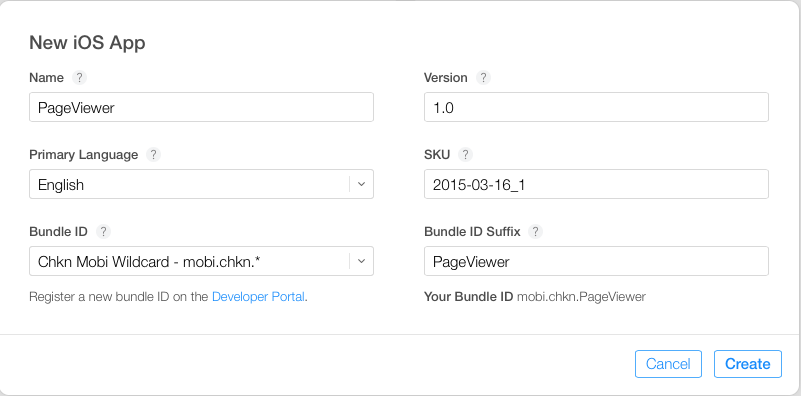 New iOS App
Name ?
Version ?
PageViewer
1.0
Primary Language ?
SKU ?
English
2015-03-16_1
Bundle ID ?
Bundle ID Suffix ?
Chkn Mobi Wildcard - mobi.chkn.*
PageViewer
Register a new bundle ID on the Developer Portal.
Your Bundle ID mobi.chkn.PageViewer
Cancel
Create